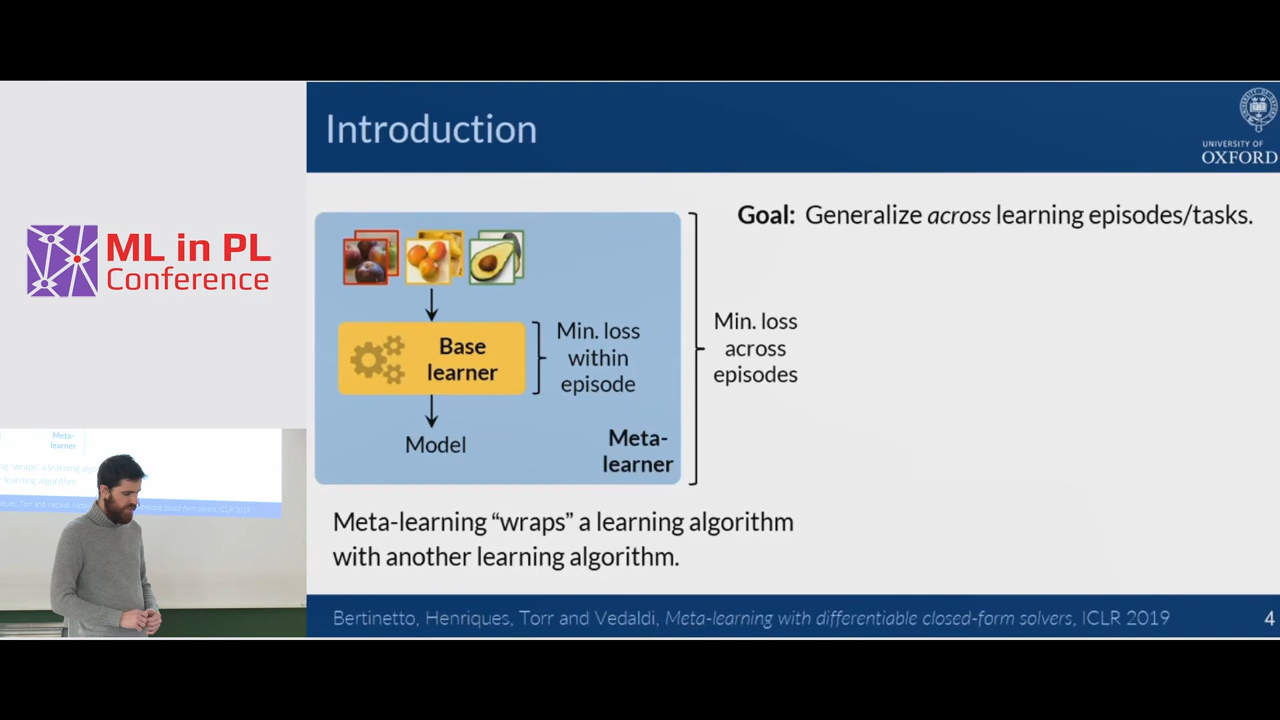 Introduction
UNIVERSITY OF
OXFORD
ML in PL
Conference
Goal: Generalize across learning episodes/tasks.
Base
learner
Min. loss
within
episode
Min. loss
across
episodes
Model
Meta-
learner
Meta-learning “wraps” a learning algorithm
with another learning algorithm.
Bertinetto, Henriques, Torr and Vedaldi, Meta-learning with differentiable closed-form solvers, ICLR 2019
4
Meta-
learner